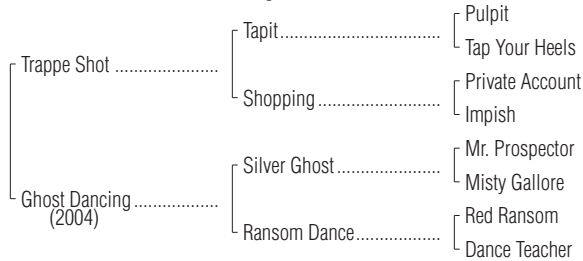 Pulpit
Tapit
Tap Your Heels
Trappe Shot
Private Account
Shopping
Impish
Mr. Prospector
Silver Ghost
Misty Gallore
Ghost Dancing
(2004)
Red Ransom
Ransom Dance
Dance Teacher